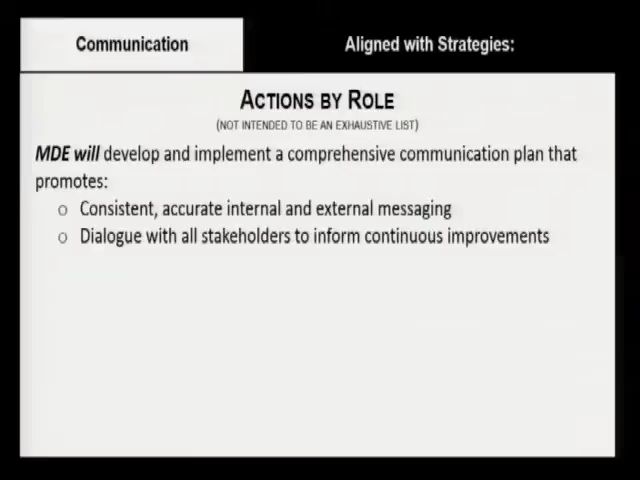 Communication
Aligned with Strategies:
ACTIONS BY ROLE
(NOT INTENDED TO BE AN EXHAUSTIVE LIST)
MDE will develop and implement a comprehensive communication plan that
promotes:
o Consistent, accurate internal and external messaging
o Dialogue with all stakeholders to inform continuous improvements